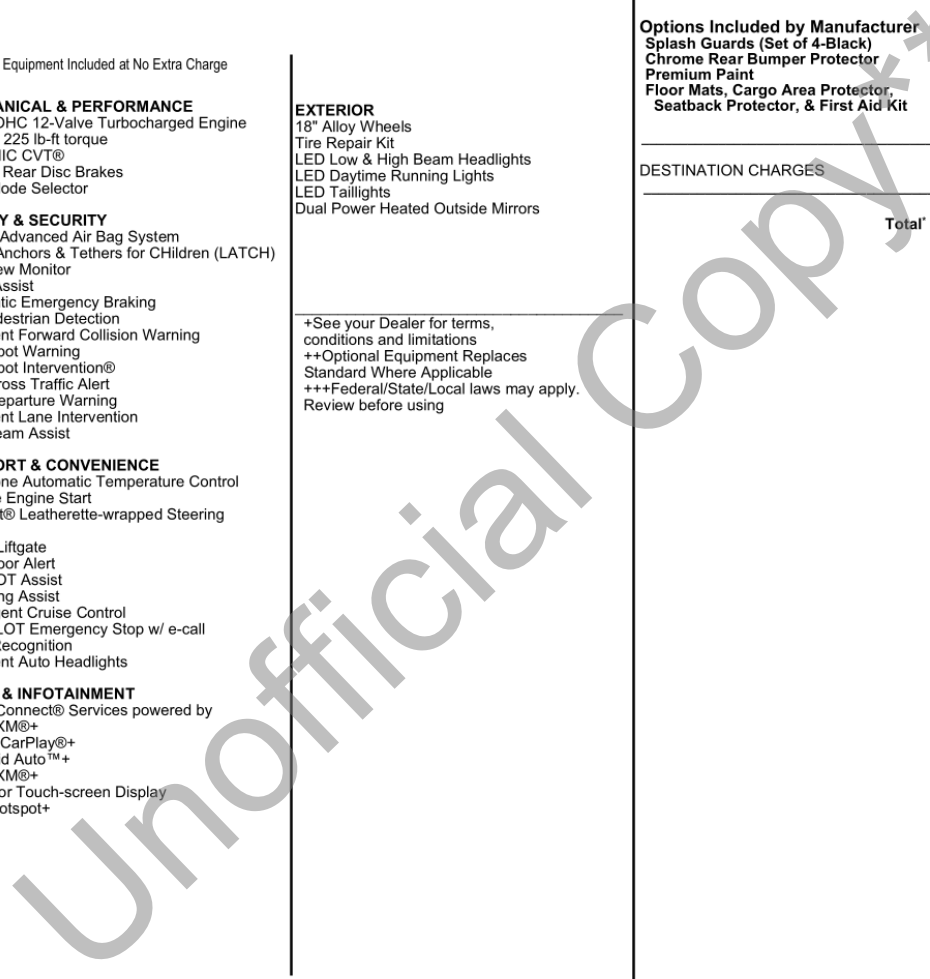 Equipment Included at No Extra Charge
ANICAL & PERFORMANCE
OHC 12-Valve Turbocharged Engine
225 lb-ft torque
IC CVT®
Rear Disc Brakes
ode Selector
Y & SECURITY
Advanced Air Bag System
Anchors & Tethers for CHildren (LATCH)
ew Monitor
Assist
tic Emergency Braking
destrian Detection
nt Forward Collision Warning
pot Warning
pot Intervention®
ross Traffic Alert
eparture Warning
nt Lane Intervention
eam Assist
ORT & CONVENIENCE
ne Automatic Temperature Control
e Engine Start
t® Leatherette-wrapped Steering
Liftgate
oor Alert
OT Assist
ng Assist
gent Cruise Control
LOT Emergency Stop w/ e-call
Recognition
nt Auto Headlights
& INFOTAINMENT
Connect® Services powered by
XM®+
CarPlay®+
id Auto™+
XM®+
or Touch-screen Display
otspot+
EXTERIOR
18" Alloy Wheels
Tire Repair Kit
LED Low & High Beam Headlights
LED Daytime Running Lights
LED Taillights
Dual Power Heated Outside Mirrors
+See your Dealer for terms,
conditions and limitations
++Optional Equipment Replaces
Standard Where Applicable
+++Federal/State/Local laws may apply.
Review before using
Options Included by Manufacturer
Splash Guards (Set of 4-Black)
Chrome Rear Bumper Protector
Premium Paint
Floor Mats, Cargo Area Protector,
Seatback Protector, & First Aid Kit
DESTINATION CHARGES
Total*
Unofficial Copy**